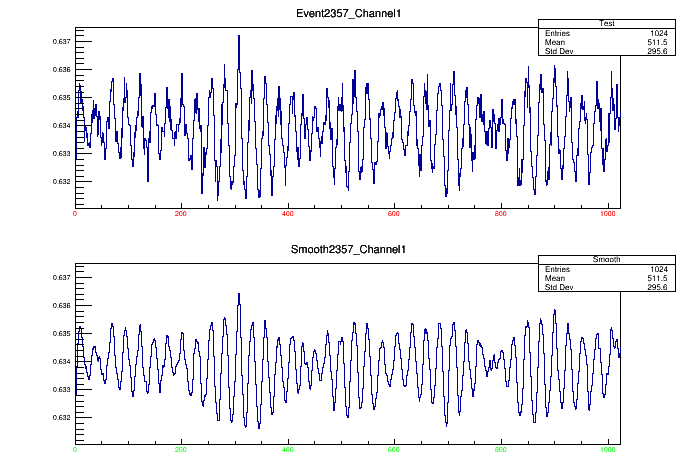 Event2357_Channel1
Test
Entries 1024
Mean 511.5
Std Dev 295.6
0.637
0.636
0.635
0.634
0.633
0.632
0 200 400 600 800 1000
Smooth2357_Channel1
Smooth
Entries 1024
Mean 511.5
Std Dev 295.6
0.637
0.636
0.635
0.634
0.633
0.632
0 200 400 600 800 1000